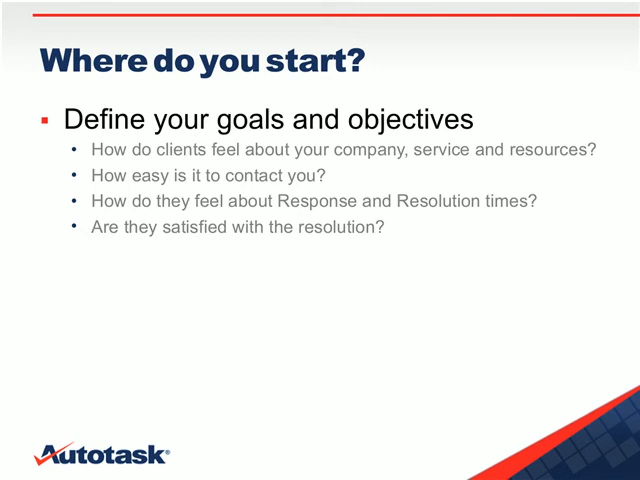 Where do you start?
Define your goals and objectives
How do clients feel about your company, service and resources?
How easy is it to contact you?
How do they feel about Response and Resolution times?
Are they satisfied with the resolution?
Autotask®